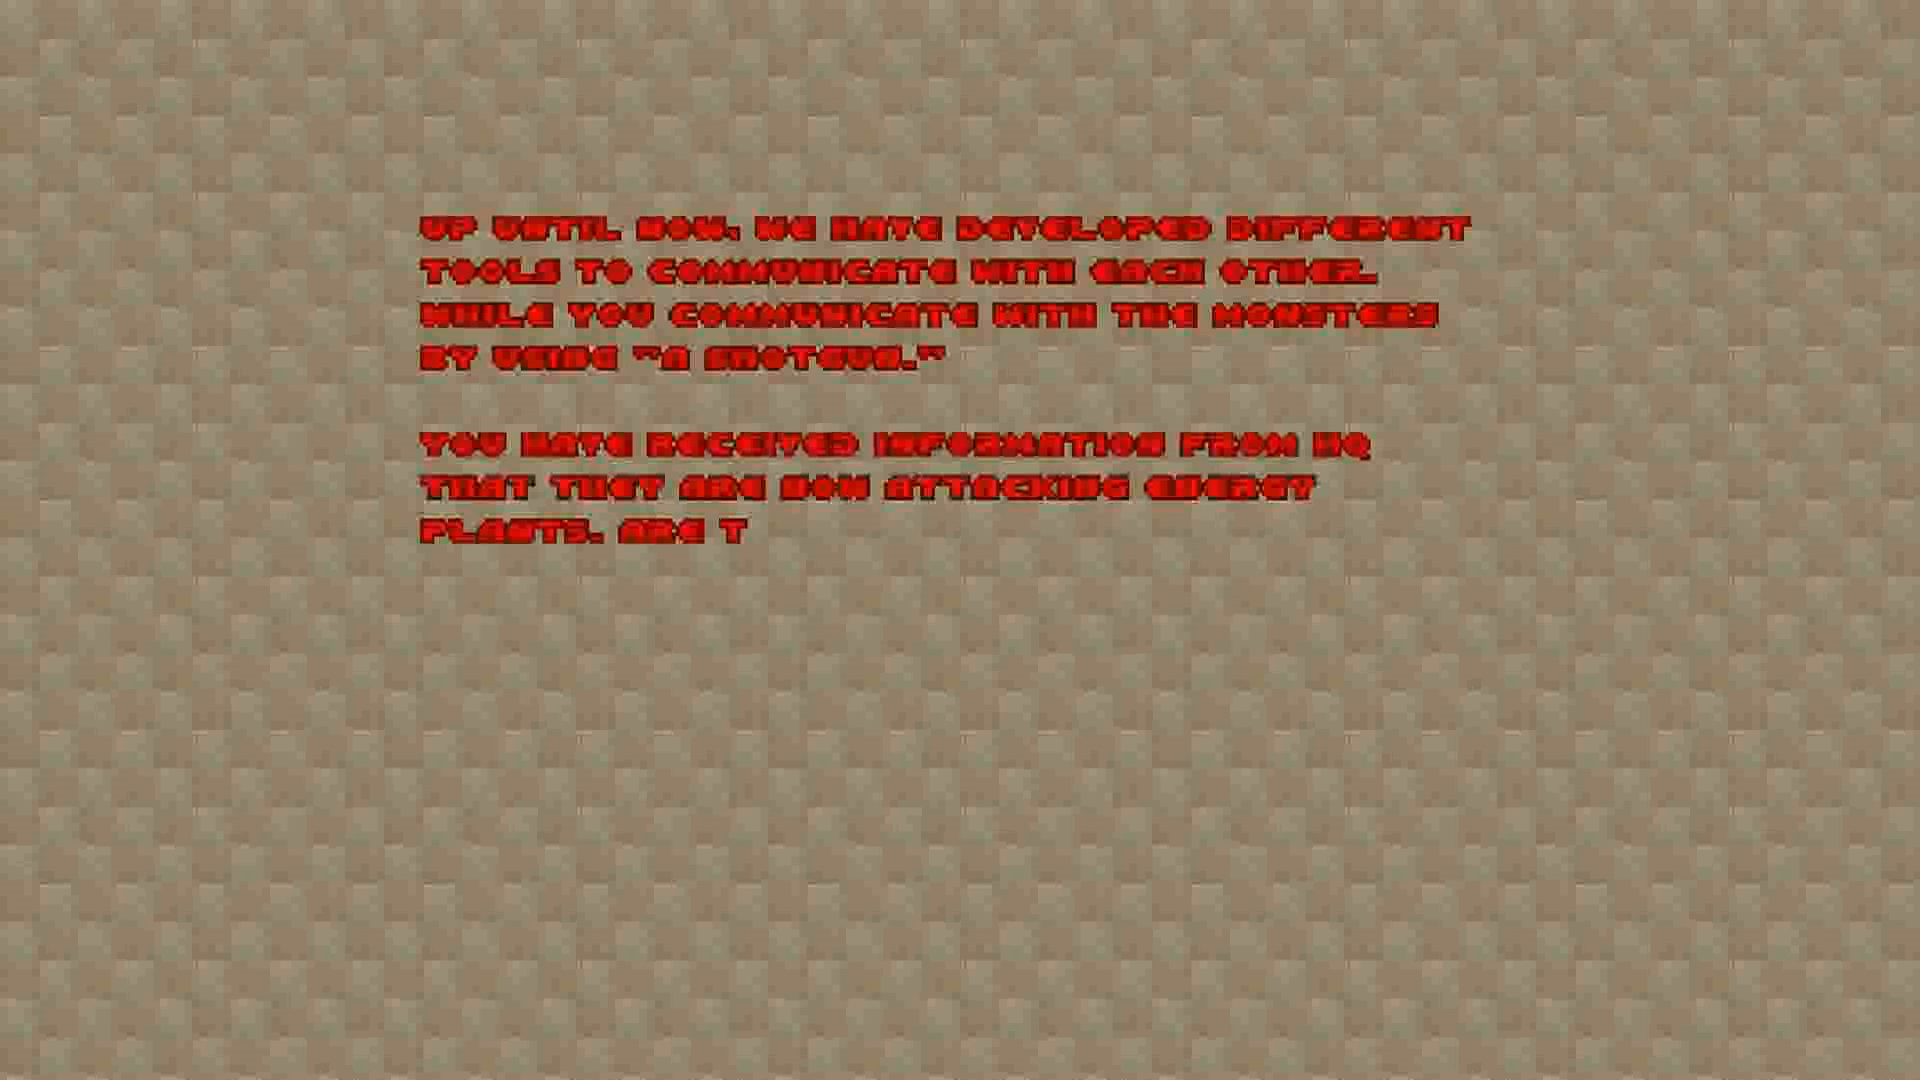 UP UNTIL NOW, WE HAVE DEVELOPED DIFFERENT
TOOLS TO COMMUNICATE WITH EACH OTHER.
WHILE YOU COMMUNICATE WITH THE MONSTERS
BY USING "A SHOTGUN."
YOU HAVE RECEIVED INFORMATION FROM HQ
THAT THEY ARE NOW ATTACKING ENERGY
PLANTS. ARE T